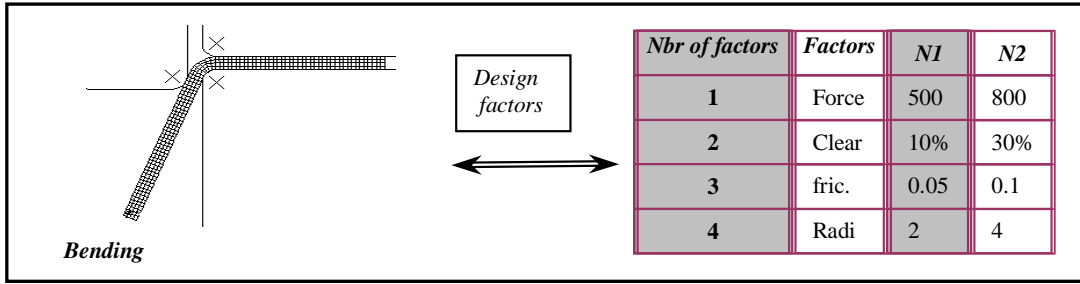 Design
factors
Bending
Nbr of factors Factors N1 N2
1 Force 500 800
2 Clear 10% 30%
3 fric. 0.05 0.1
4 Radi 2 4